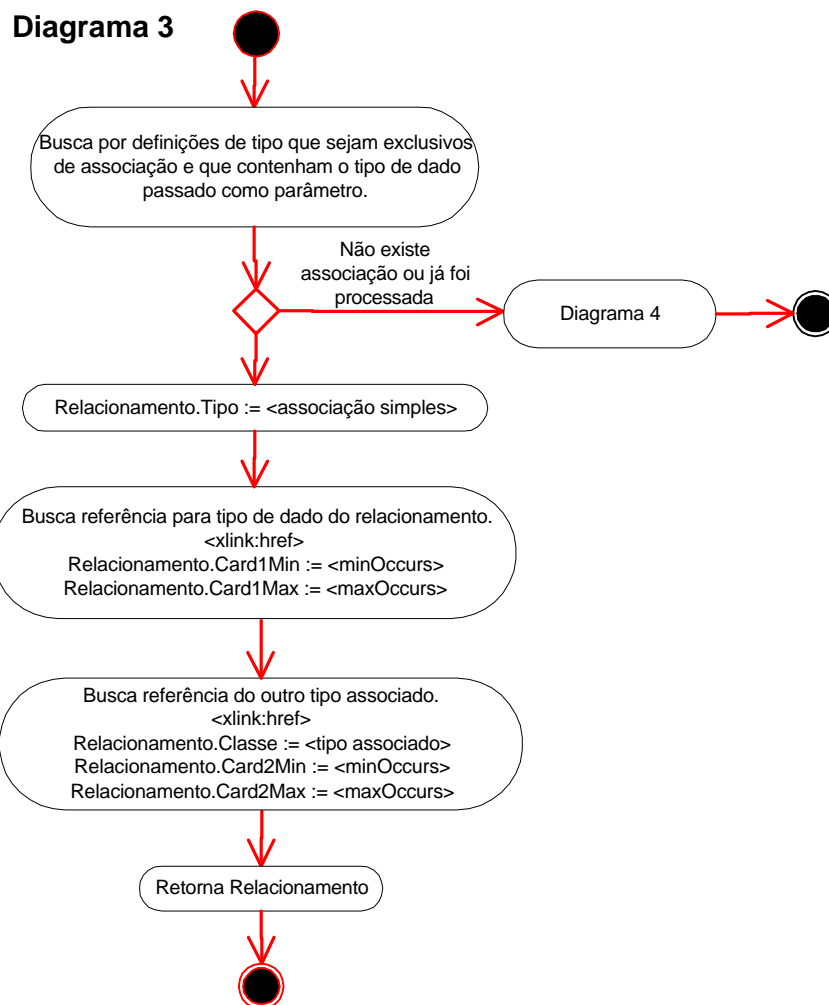 Diagrama 3
Busca por definições de tipo que sejam exclusivos
de associação e que contenham o tipo de dado
passado como parâmetro.
Não existe
associação ou já foi
processada
Diagrama 4
Relacionamento.Tipo := <associação simples>
Busca referência para tipo de dado do relacionamento.
<xlink:href>
Relacionamento.Card1Min := <minOccurs>
Relacionamento.Card1Max := <maxOccurs>
Busca referência do outro tipo associado.
<xlink:href>
Relacionamento.Classe := <tipo associado>
Relacionamento.Card2Min := <minOccurs>
Relacionamento.Card2Max := <maxOccurs>
Retorna Relacionamento